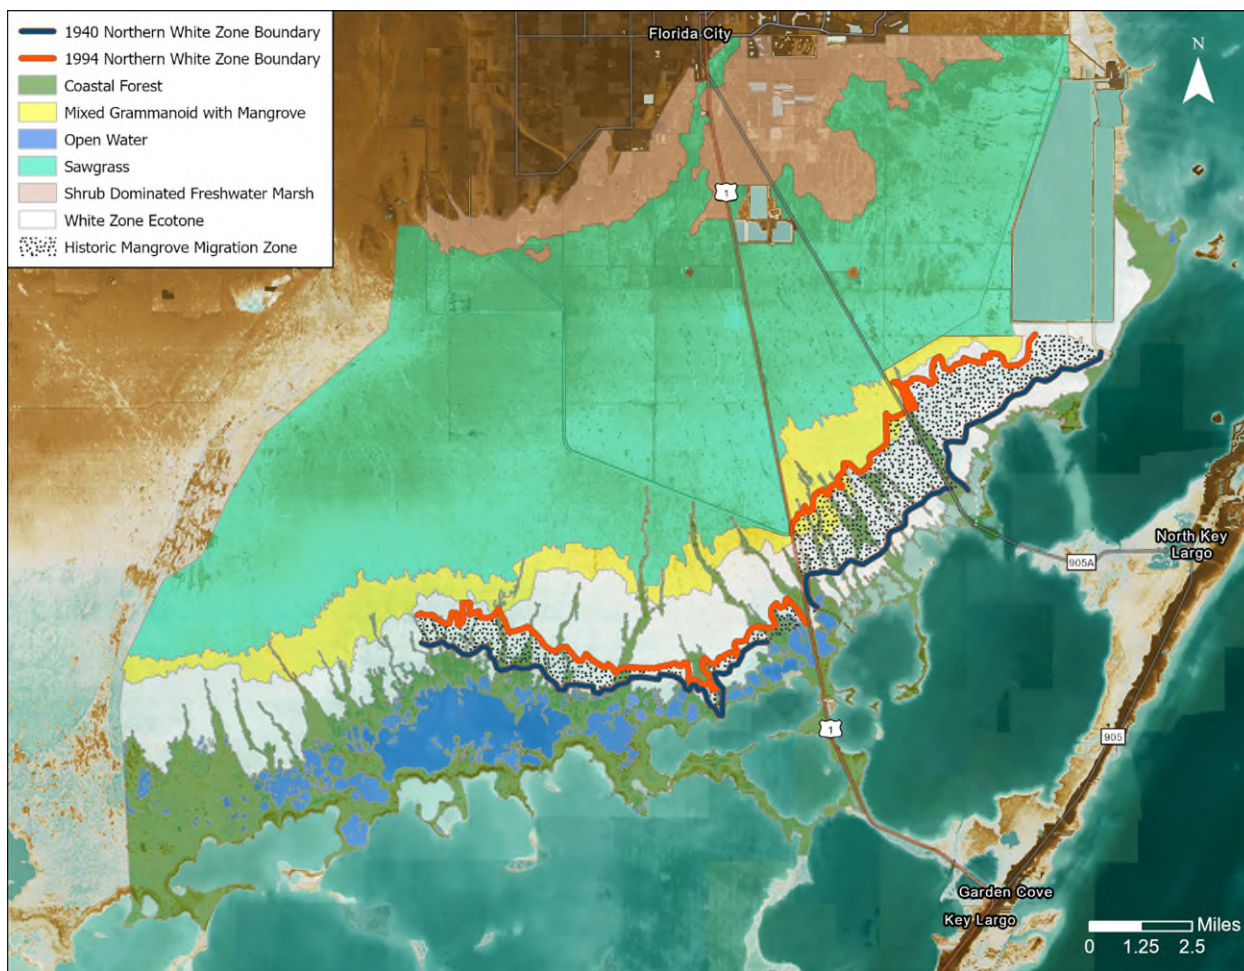 1940 Northern White Zone Boundary
1994 Northern White Zone Boundary
Coastal Forest
Mixed Grammanoid with Mangrove
Open Water
Sawgrass
Shrub Dominated Freshwater Marsh
White Zone Ecotone
Historic Mangrove Migration Zone
Florida City
N
1
North Key
Largo
905A
1
905
Garden Cove
Key Largo
Miles
0 1.25 2.5